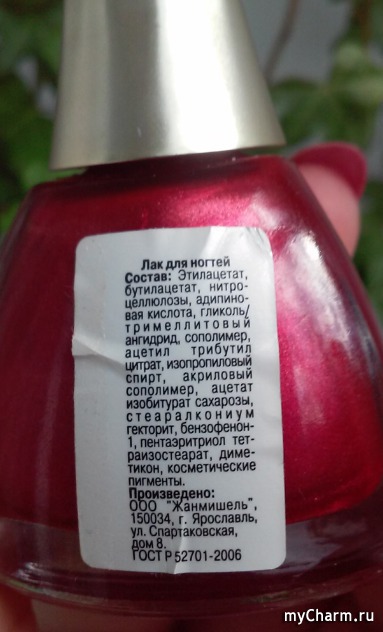 Лак для ногтей
Состав: Этилацетат,
бутилацетат, нитро-
целлюлозы, адипино-
вая кислота, гликоль/
тримеллитовый
ангидрид, сополимер,
ацетил трибутил
цитрат, изопропиловый
спирт, акриловый
сополимер, ацетат
изобитурат сахарозы,
стеаралкониум
гекторит, бензофенон-
1, пентаэритриол тет-
раизостеарат, диме-
тикон, косметические
пигменты.
Произведено:
ООО "Жанмишель",
150034, г. Ярославль,
ул. Спартаковская,
дом 8.
ГОСТ Р 52701-2006
myCharm.ru